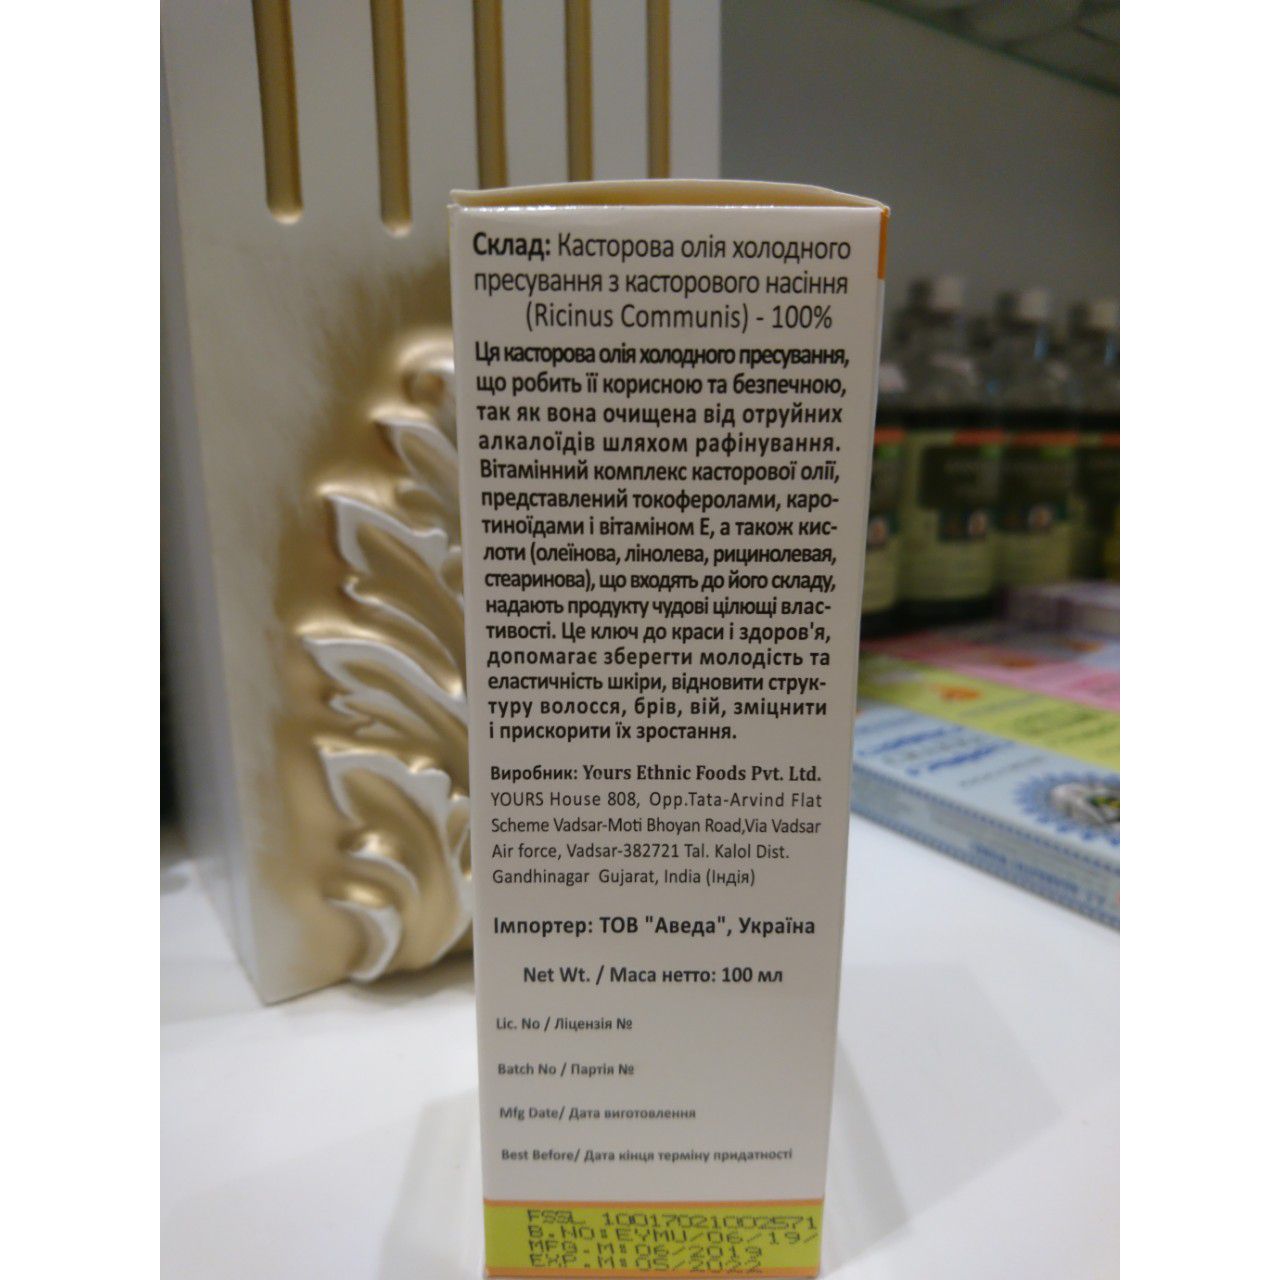 Склад: Касторова олія холодного
пресування з касторового насіння
(Ricinus Communis) - 100%
Ця касторова олія холодного пресування,
що робить її корисною та безпечною,
так як вона очищена від отруйних
алкалоїдів шляхом рафінування.
Вітамінний комплекс касторової олії,
представлений токоферолами, каро-
тиноїдами і вітаміном Е, а також кис-
лоти (олеїнова, лінолева, рицинолевая,
стеаринова), що входять до його складу,
надають продукту чудові цілющі влас-
тивості. Це ключ до краси і здоров'я,
допомагає зберегти молодість та
еластичність шкіри, відновити струк-
туру волосся, брів, вій, зміцнити
і прискорити їх зростання.
Виробник: Yours Ethnic Foods Pvt. Ltd.
YOURS House 808, Opp.Tata-Arvind Flat
Scheme Vadsar-Moti Bhoyan Road,Via Vadsar
Air force, Vadsar-382721 Tal. Kalol Dist.
Gandhinagar Gujarat, India (Індія)
Імпортер: ТОВ "Аведа", Україна
Net Wt. / Маса нетто: 100 мл
Lic. No / Ліцензія №
Batch No / Партія №
Mfg Date/ Дата виготовлення
Best Before/ Дата кінця терміну придатності
FSSL 10017021002571
B.NO:EYMU/06/19/
MFG.M:06/2019
EXP.M:05/2022